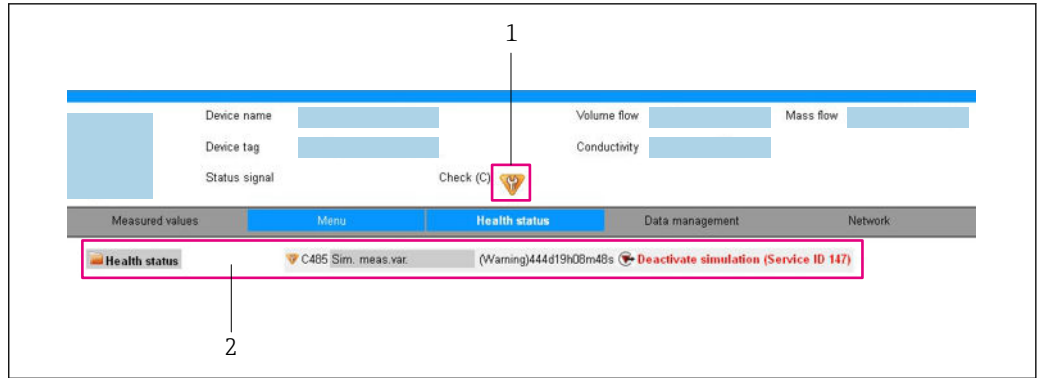 1
Device name
Volume flow
Mass flow
Device tag
Conductivity
Status signal
Check (C)
Measured values
Menu
Health status
Data management
Network
Health status
C485 Sim. meas.var.
(Warning)444d19h08m48s
Deactivate simulation (Service ID 147)
2